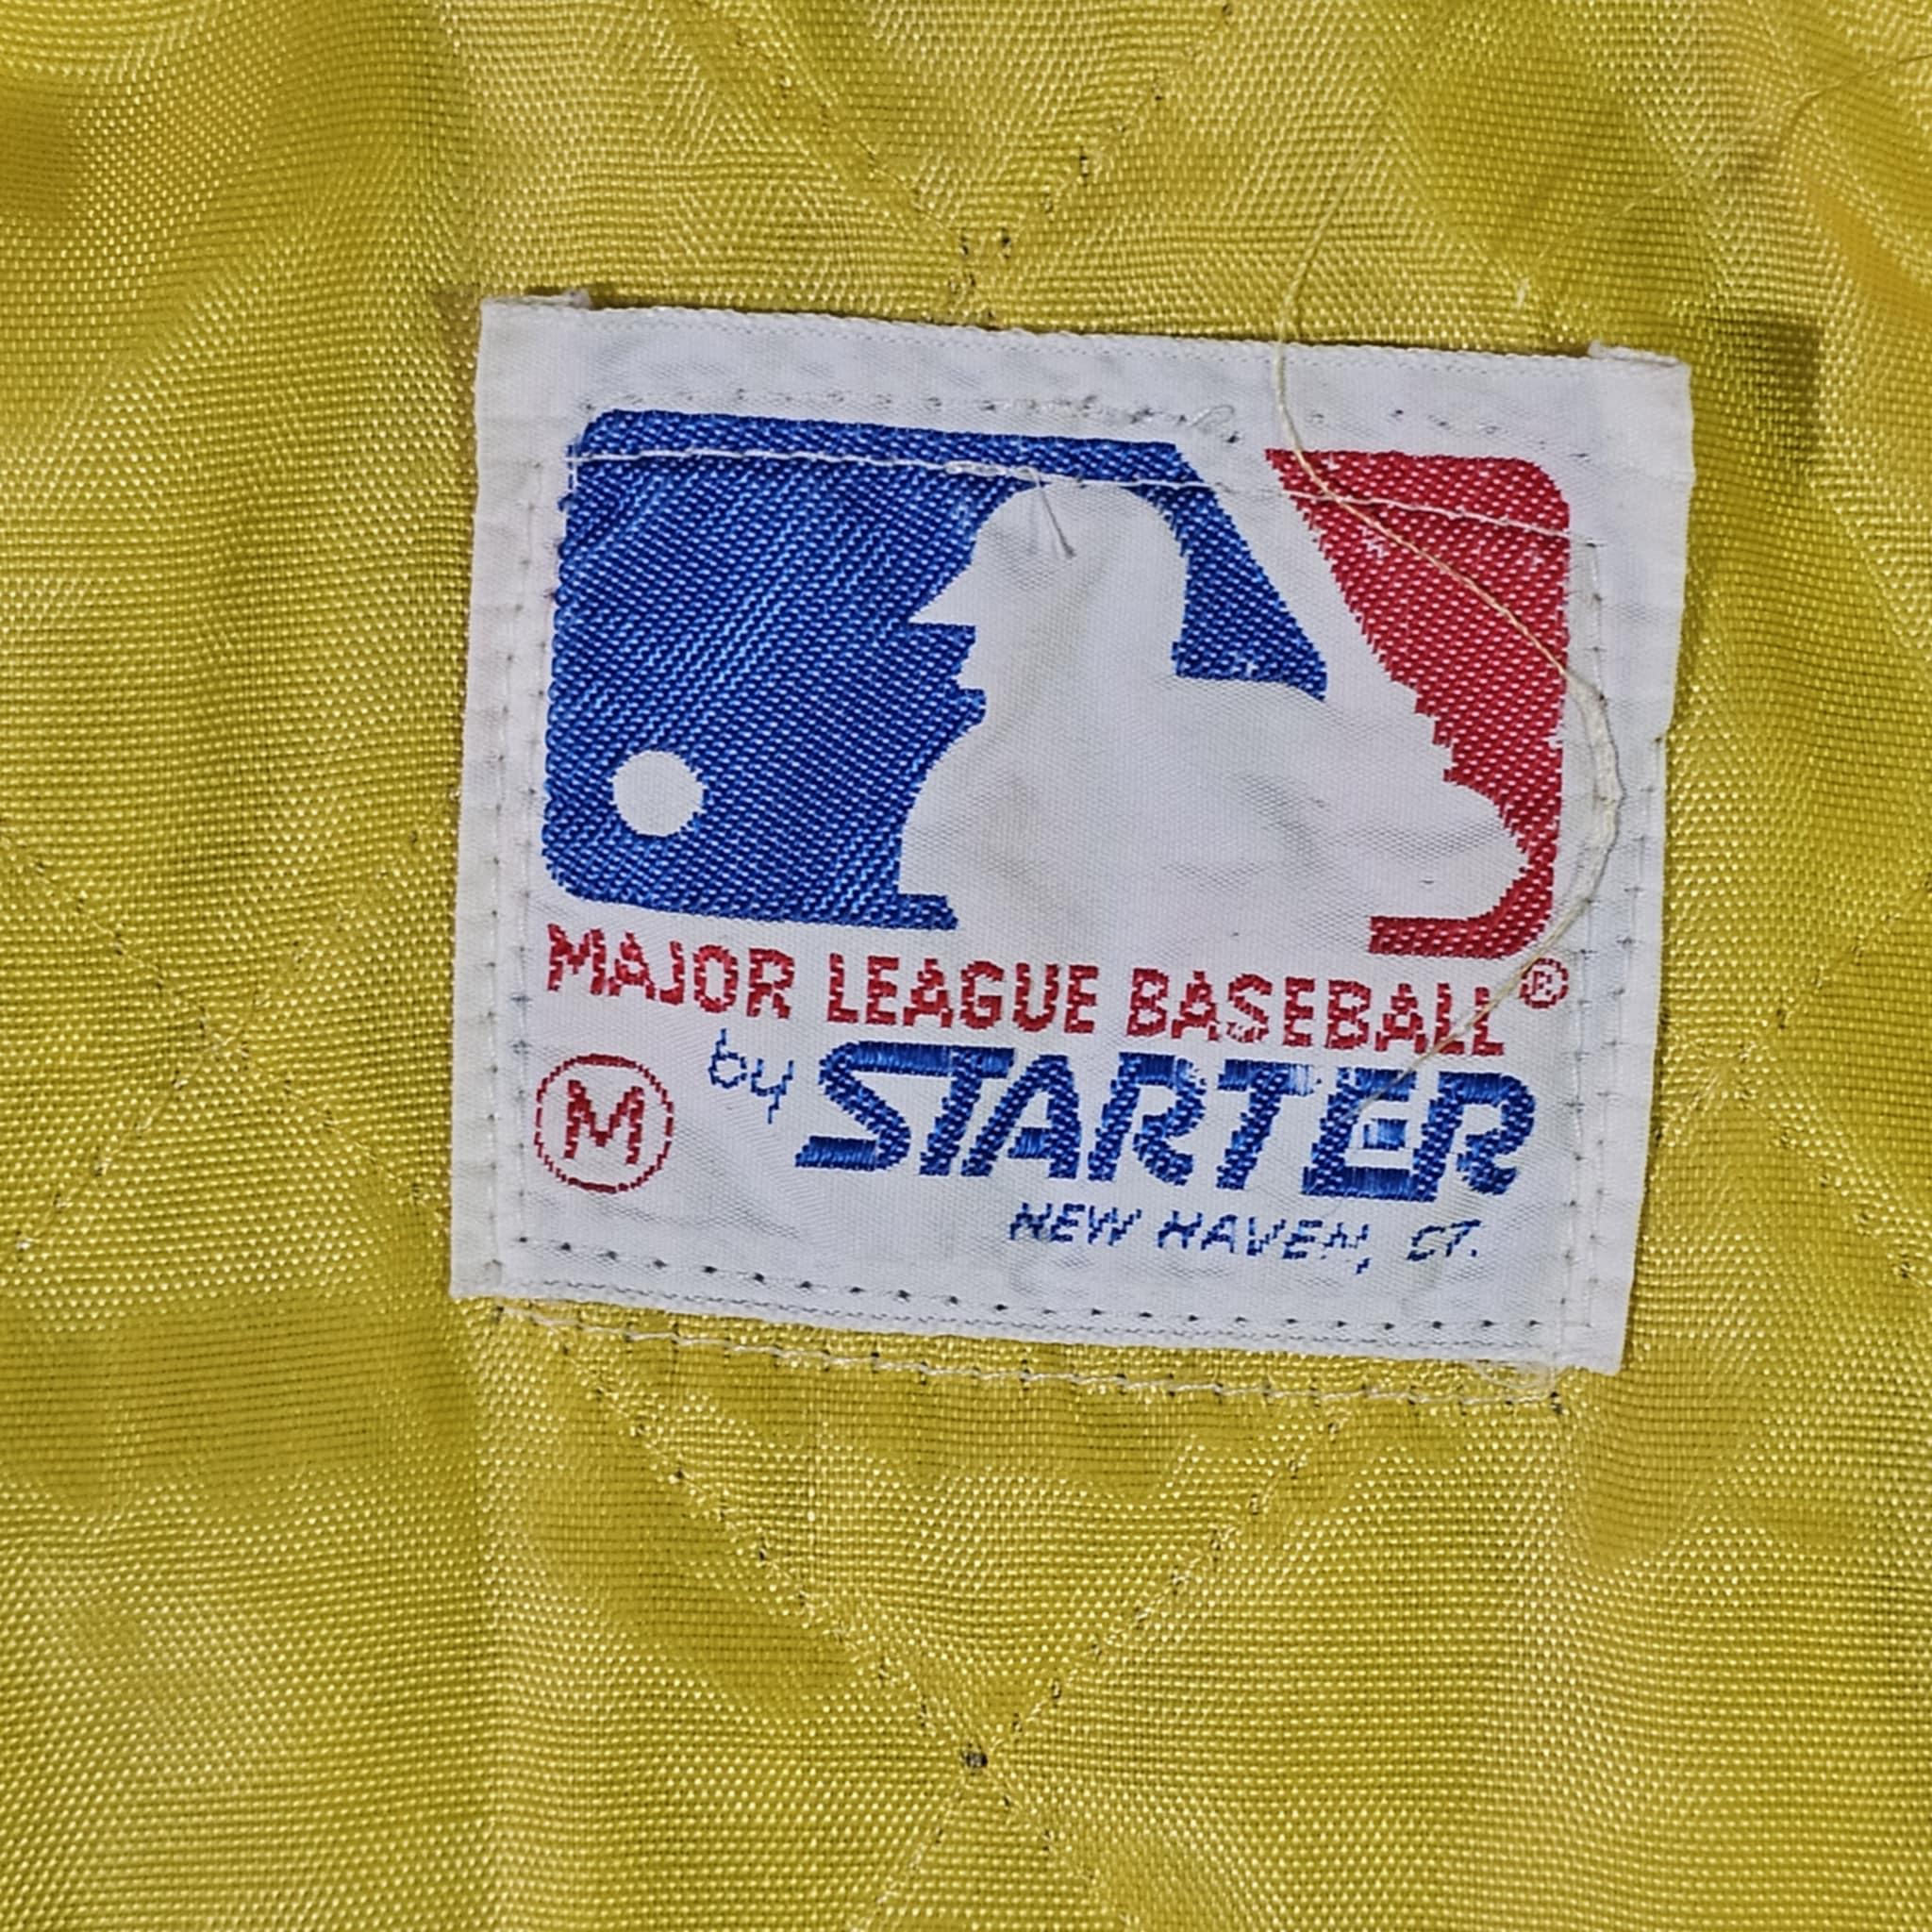 MAJOR LEAGUE BASEBALL®
by STARTER
M
NEW HAVEN, CT.